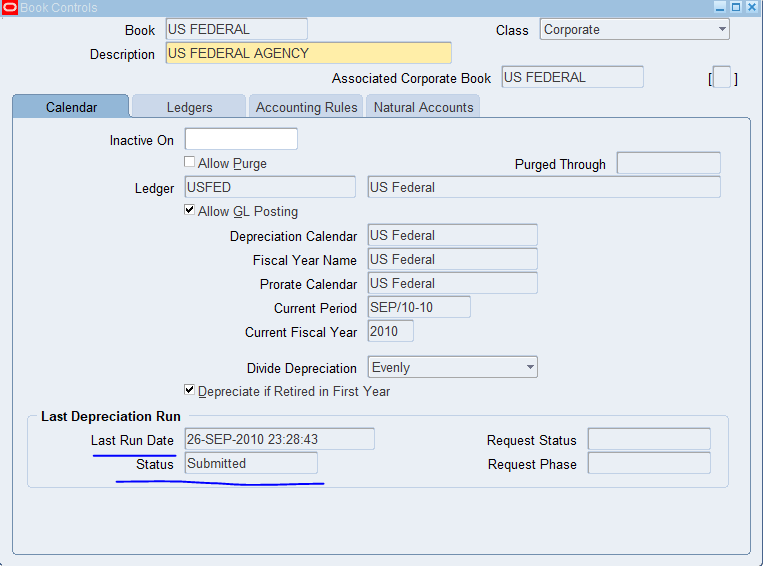 Book Controls
Book US FEDERAL Class Corporate
Description US FEDERAL AGENCY
Associated Corporate Book US FEDERAL [ ]
Calendar Ledgers Accounting Rules Natural Accounts
Inactive On
Allow Purge Purged Through
Ledger USFED US Federal
Allow GL Posting
Depreciation Calendar US Federal
Fiscal Year Name US Federal
Prorate Calendar US Federal
Current Period SEP/10-10
Current Fiscal Year 2010
Divide Depreciation Evenly
Depreciate if Retired in First Year
Last Depreciation Run
Last Run Date 26-SEP-2010 23:28:43 Request Status
Status Submitted Request Phase